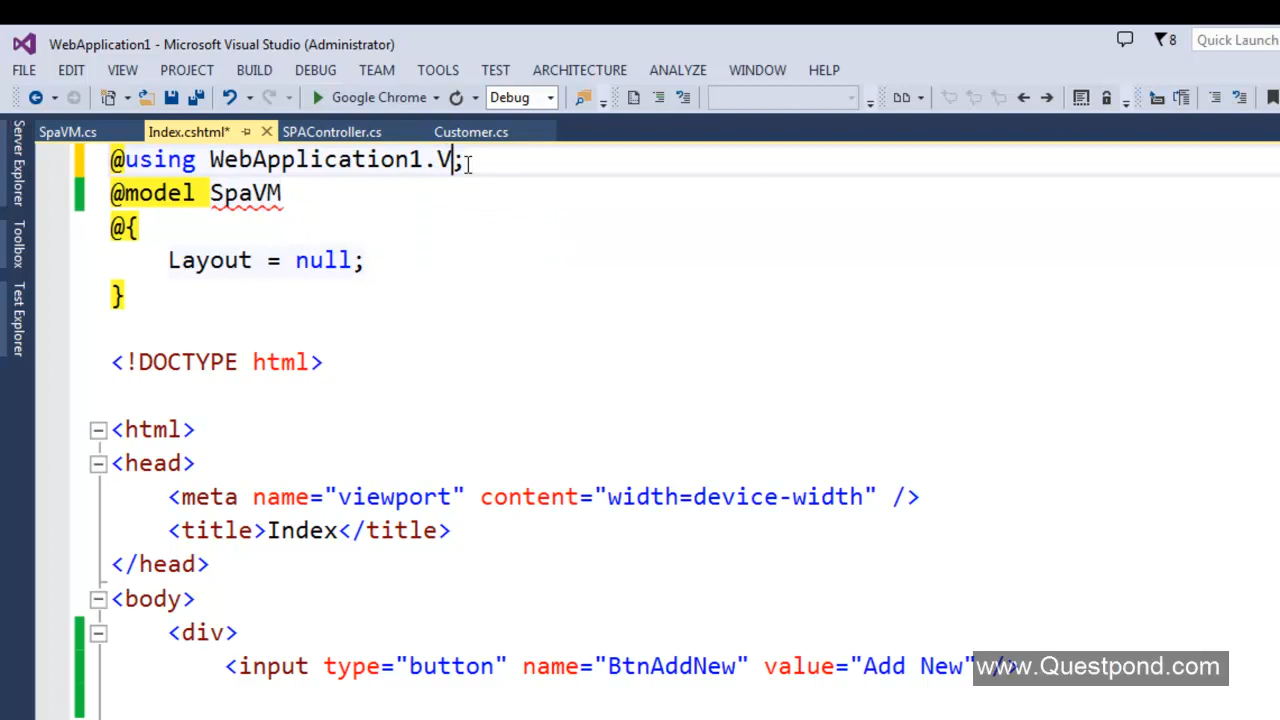 WebApplication1 - Microsoft Visual Studio (Administrator)
8
Quick Launch
FILE EDIT VIEW PROJECT BUILD DEBUG TEAM TOOLS TEST ARCHITECTURE ANALYZE WINDOW HELP
Google Chrome
Debug
SpaVM.cs Index.cshtml* SPAController.cs Customer.cs
Server Explorer
Toolbox
Test Explorer
@using WebApplication1.V;
@model SpaVM
@{
Layout = null;
}
<!DOCTYPE html>
<html>
<head>
<meta name="viewport" content="width=device-width" />
<title>Index</title>
</head>
<body>
<div>
<input type="button" name="BtnAddNew" value="Add New" />
www.Questpond.com